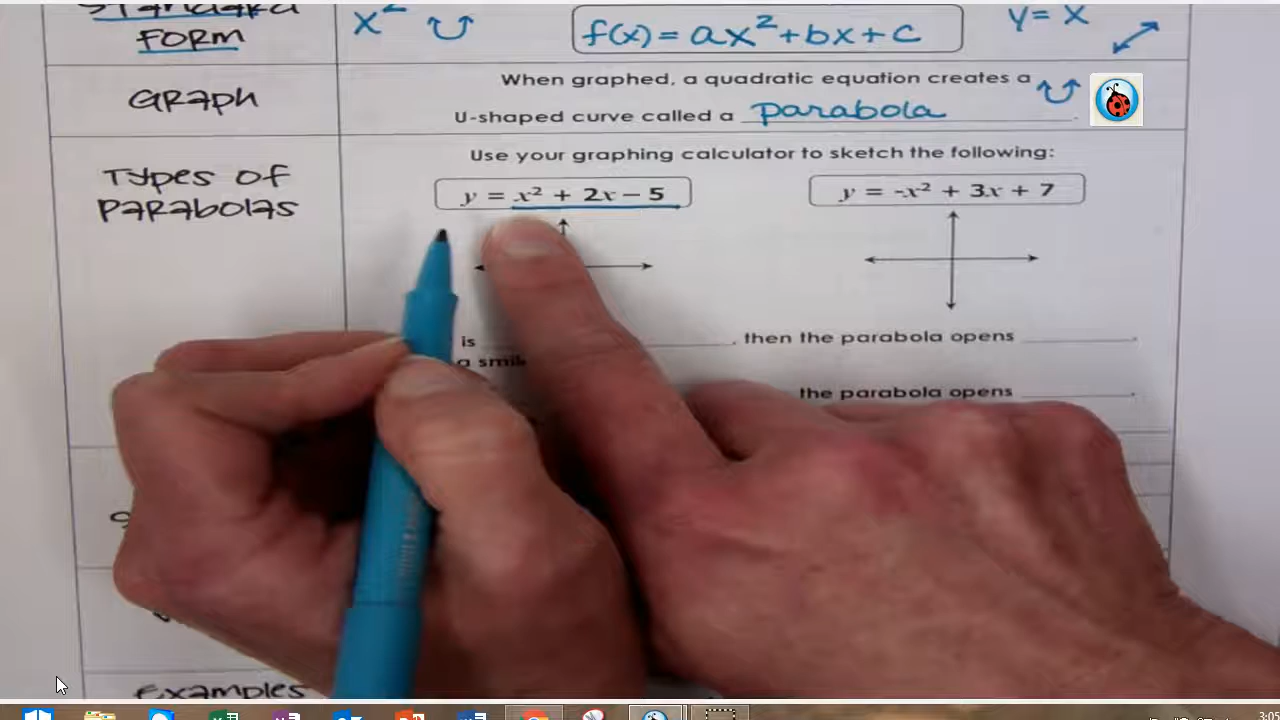 STANDARD
FORM
x²
f(x) = ax² + bx + c
y = x
GRAPH
When graphed, a quadratic equation creates a
U-shaped curve called a parabola.
TYPES OF
PARABOLAS
Use your graphing calculator to sketch the following:
y = x² + 2x − 5
y = -x² + 3x + 7
is
, then the parabola opens
a smil
the parabola opens
Examples